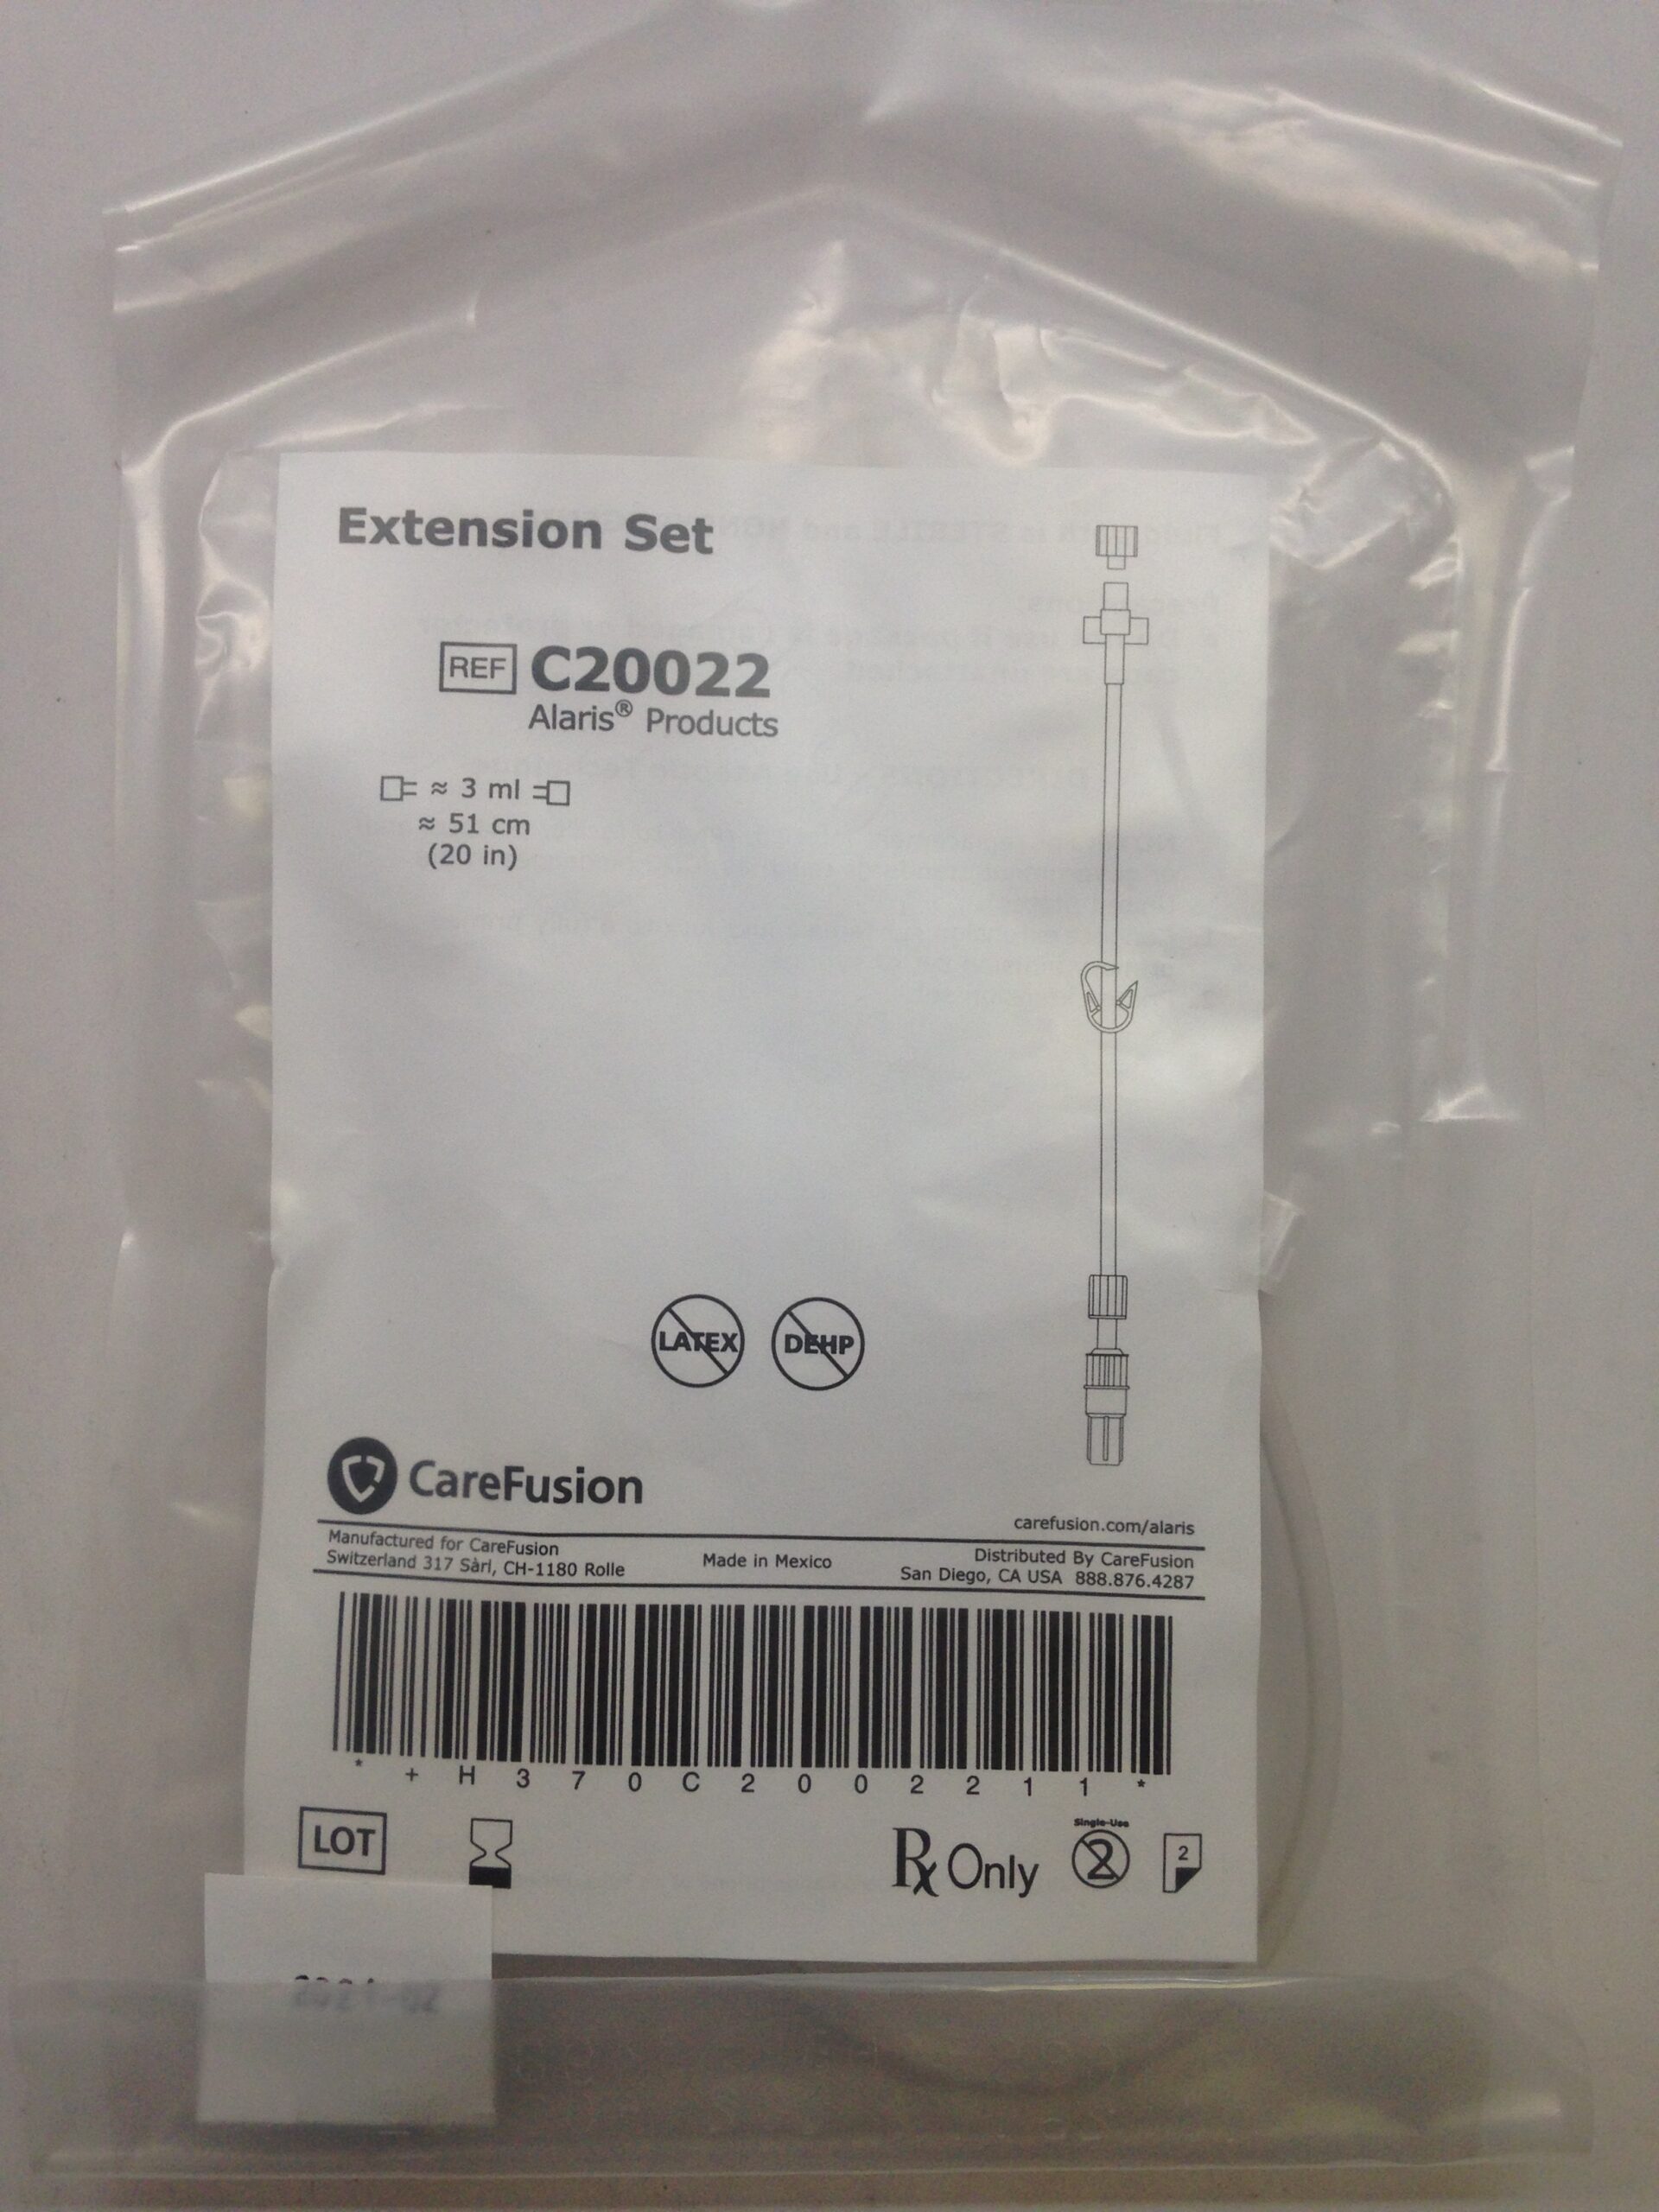 Extension Set
REF C20022
Alaris® Products
≈ 3 ml
≈ 51 cm
(20 in)
LATEX DEHP
CareFusion
carefusion.com/alaris
Manufactured for CareFusion
Switzerland 317 Sàrl, CH-1180 Rolle
Made in Mexico
Distributed By CareFusion
San Diego, CA USA 888.876.4287
* + H 3 7 0 C 2 0 0 2 2 1 1 *
LOT
Rx Only
Single-Use
2
2